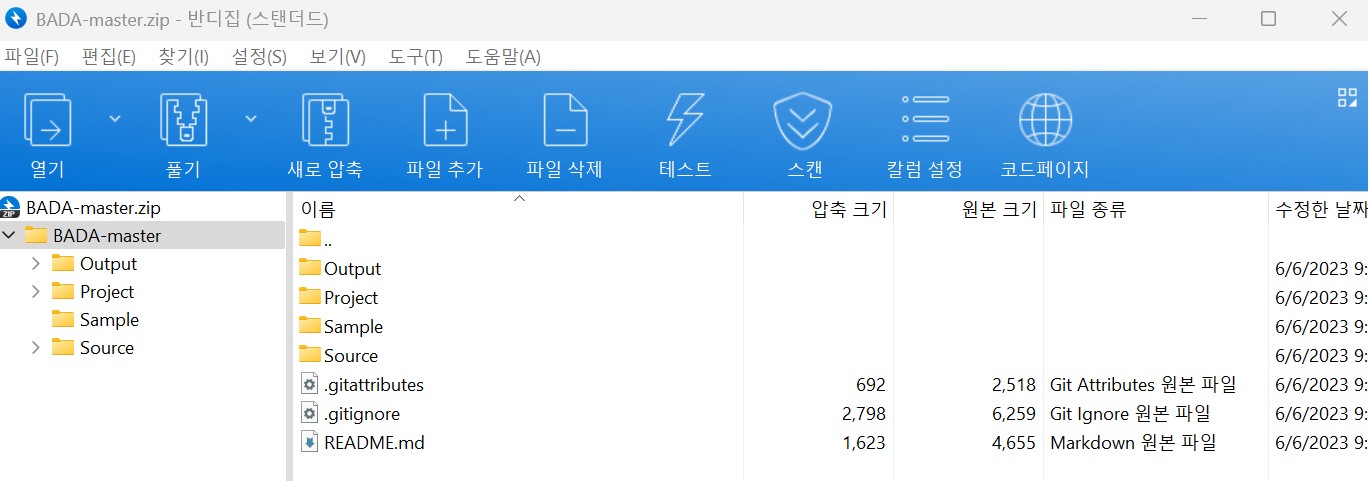 BADA-master.zip - 반디집 (스탠더드)
파일(F) 편집(E) 찾기(I) 설정(S) 보기(V) 도구(T) 도움말(A)
열기 풀기 새로 압축 파일 추가 파일 삭제 테스트 스캔 칼럼 설정 코드페이지
BADA-master.zip
BADA-master
Output
Project
Sample
Source
이름 압축 크기 원본 크기 파일 종류 수정한 날짜
..
Output 6/6/2023 9:
Project 6/6/2023 9:
Sample 6/6/2023 9:
Source 6/6/2023 9:
.gitattributes 692 2,518 Git Attributes 원본 파일 6/6/2023 9:
.gitignore 2,798 6,259 Git Ignore 원본 파일 6/6/2023 9:
README.md 1,623 4,655 Markdown 원본 파일 6/6/2023 9: